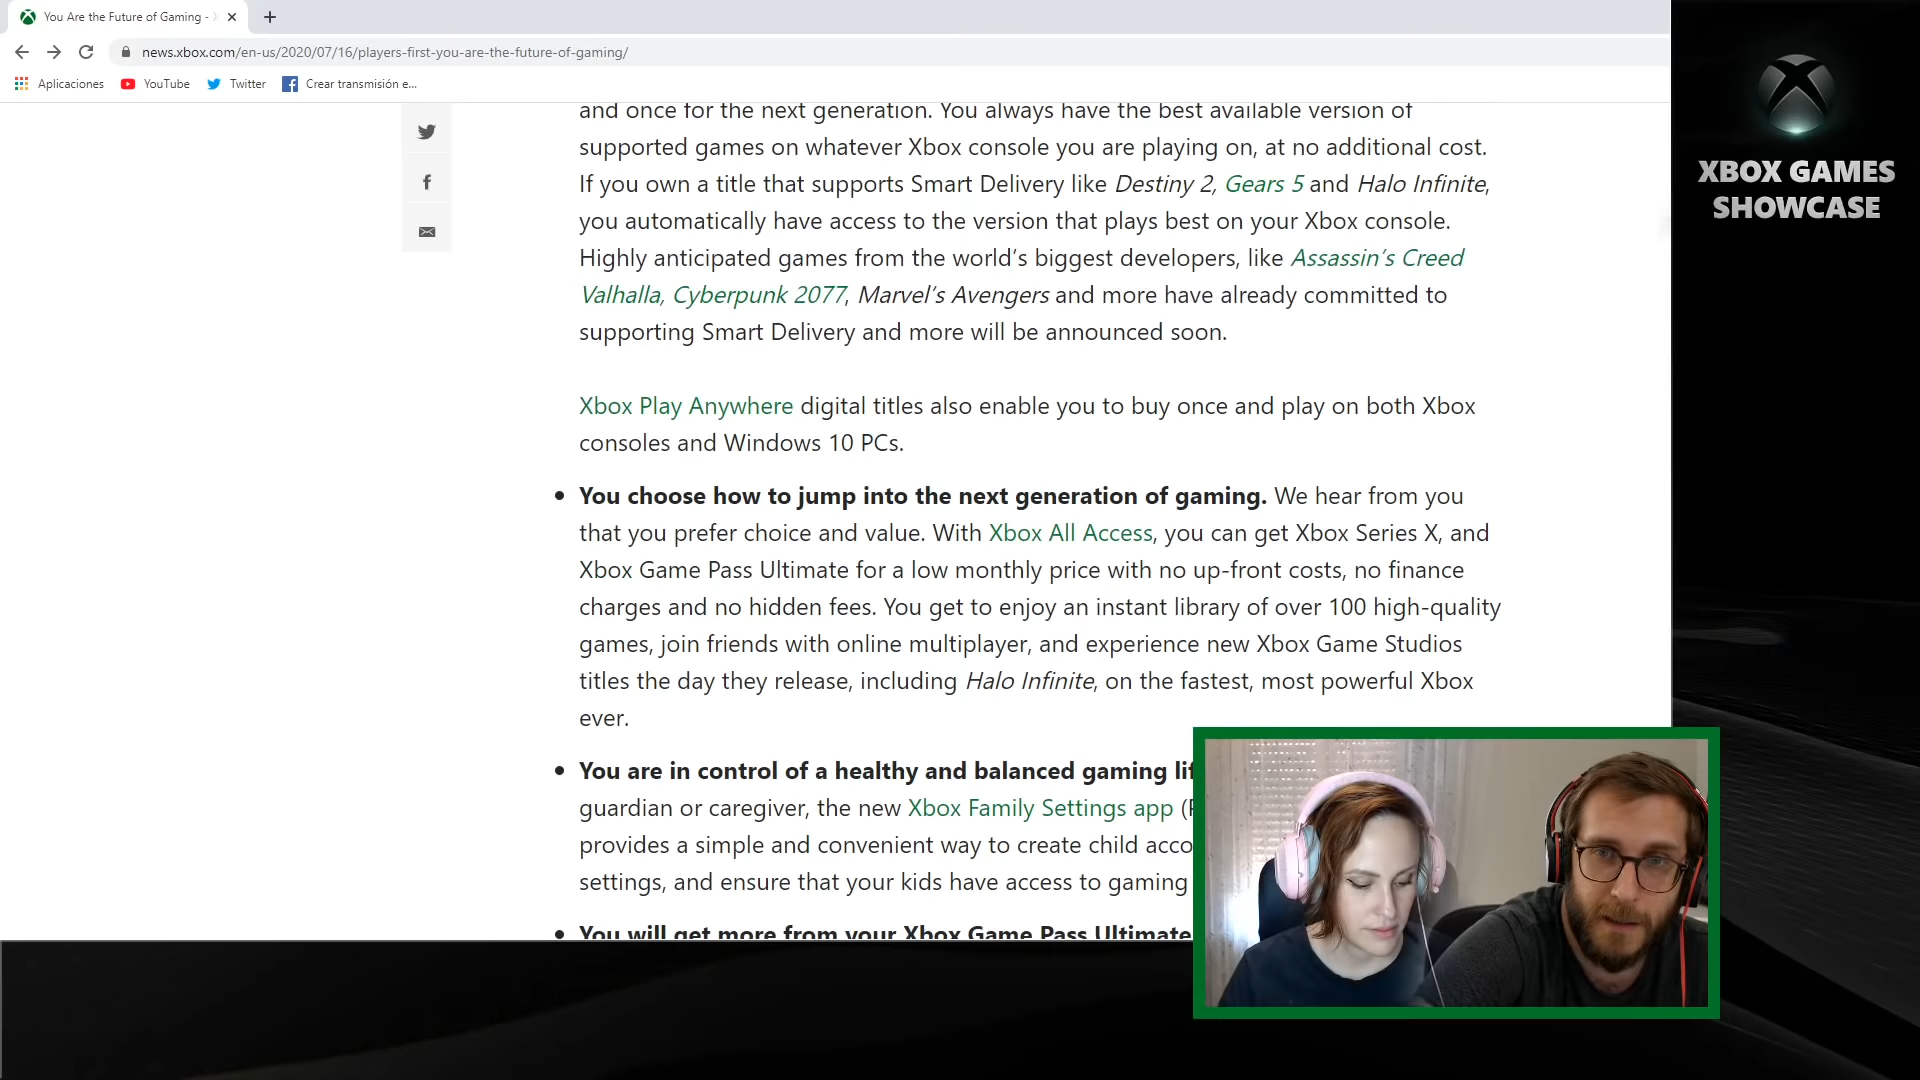 You Are the Future of Gaming -
news.xbox.com/en-us/2020/07/16/players-first-you-are-the-future-of-gaming/
Aplicaciones YouTube Twitter Crear transmisión e...
and once for the next generation. You always have the best available version of
supported games on whatever Xbox console you are playing on, at no additional cost.
If you own a title that supports Smart Delivery like Destiny 2, Gears 5 and Halo Infinite,
you automatically have access to the version that plays best on your Xbox console.
Highly anticipated games from the world's biggest developers, like Assassin's Creed
Valhalla, Cyberpunk 2077, Marvel's Avengers and more have already committed to
supporting Smart Delivery and more will be announced soon.
Xbox Play Anywhere digital titles also enable you to buy once and play on both Xbox
consoles and Windows 10 PCs.
• You choose how to jump into the next generation of gaming. We hear from you
that you prefer choice and value. With Xbox All Access, you can get Xbox Series X, and
Xbox Game Pass Ultimate for a low monthly price with no up-front costs, no finance
charges and no hidden fees. You get to enjoy an instant library of over 100 high-quality
games, join friends with online multiplayer, and experience new Xbox Game Studios
titles the day they release, including Halo Infinite, on the fastest, most powerful Xbox
ever.
• You are in control of a healthy and balanced gaming
guardian or caregiver, the new Xbox Family Settings app
provides a simple and convenient way to create child
settings, and ensure that your kids have access to gaming
• You will get more from your Xbox Game Pass Ultimate
XBOX GAMES
SHOWCASE